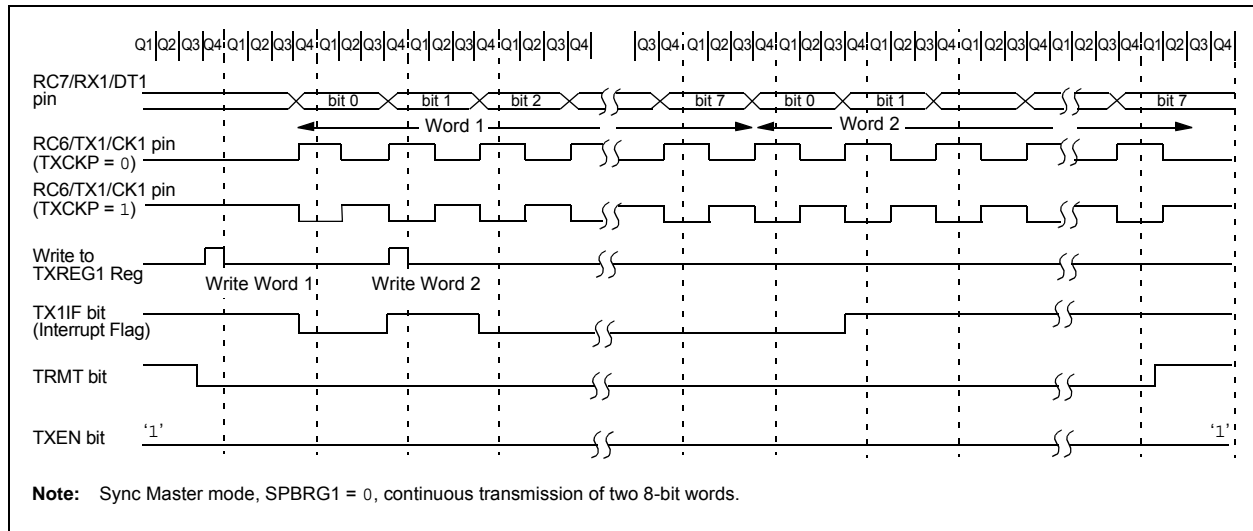 Q1 Q2 Q3 Q4 Q1 Q2 Q3 Q4 Q1 Q2 Q3 Q4 Q1 Q2 Q3 Q4 Q1 Q2 Q3 Q4 Q3 Q4 Q1 Q2 Q3 Q4 Q1 Q2 Q3 Q4 Q1 Q2 Q3 Q4 Q1 Q2 Q3 Q4 Q1 Q2 Q3 Q4 Q1 Q2 Q3 Q4
RC7/RX1/DT1
pin
bit 0 bit 1 bit 2 bit 7 bit 0 bit 1 bit 7
Word 1 Word 2
RC6/TX1/CK1 pin
(TXCKP = 0)
RC6/TX1/CK1 pin
(TXCKP = 1)
Write to
TXREG1 Reg
Write Word 1 Write Word 2
TX1IF bit
(Interrupt Flag)
TRMT bit
TXEN bit ‘1’ ‘1’
Note: Sync Master mode, SPBRG1 = 0, continuous transmission of two 8-bit words.